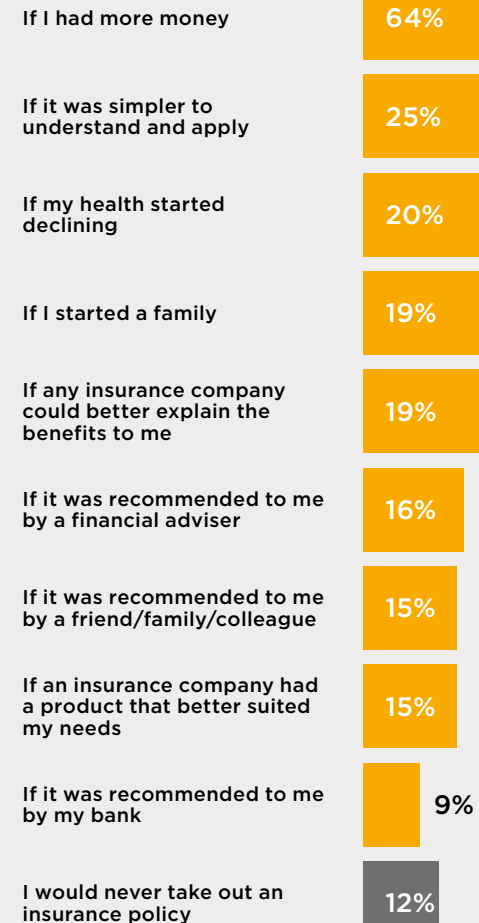 If I had more money
64%
If it was simpler to
understand and apply
25%
If my health started
declining
20%
If I started a family
19%
If any insurance company
could better explain the
benefits to me
19%
If it was recommended to me
by a financial adviser
16%
If it was recommended to me
by a friend/family/colleague
15%
If an insurance company had
a product that better suited
my needs
15%
If it was recommended to me
by my bank
9%
I would never take out an
insurance policy
12%